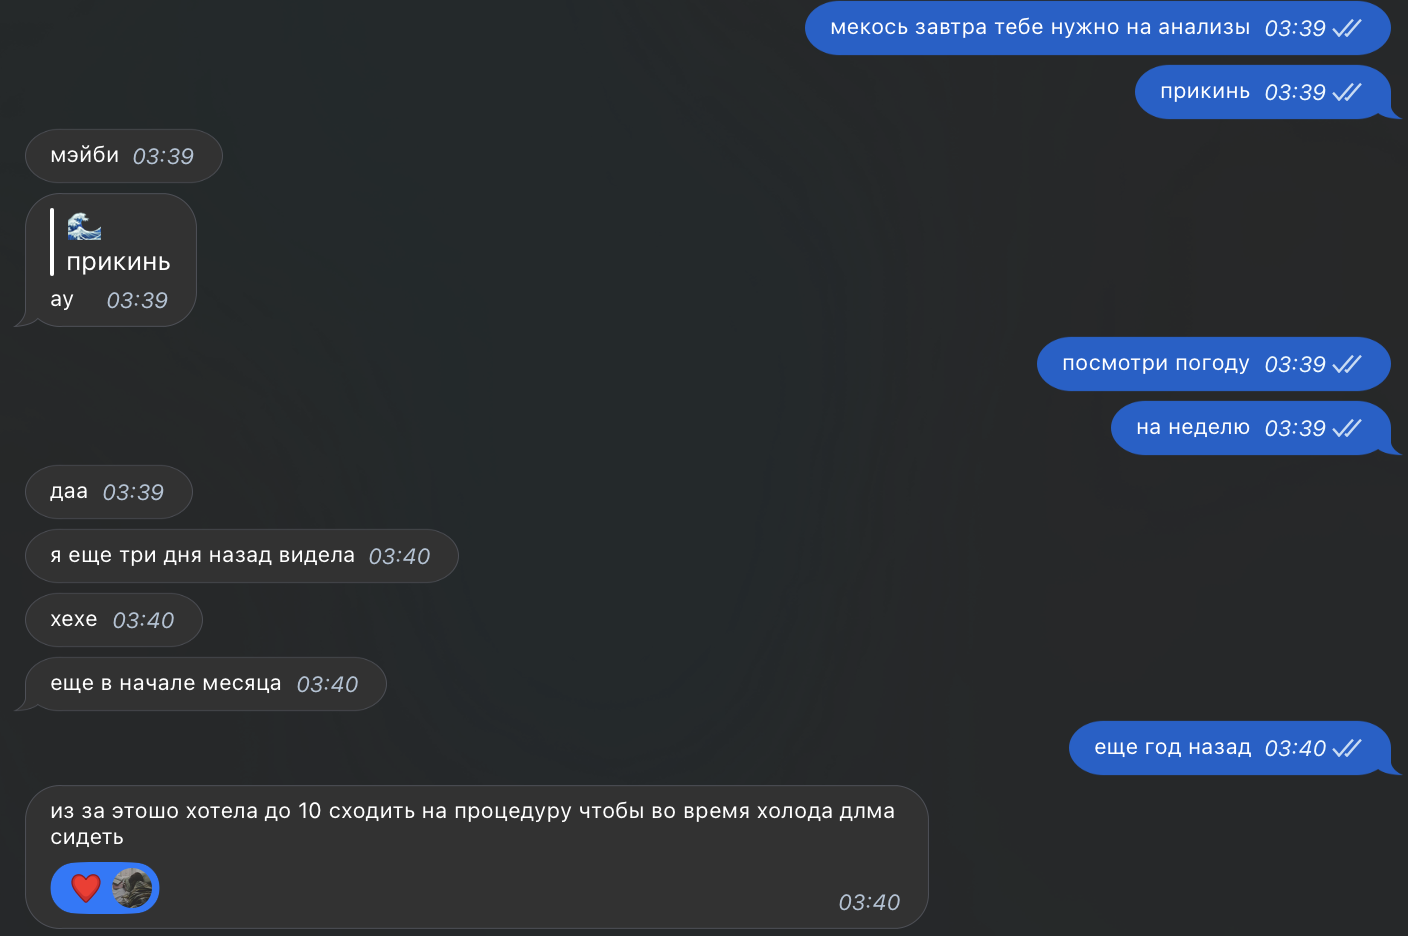 мекось завтра тебе нужно на анализы 03:39
прикинь 03:39
мэйби 03:39
🌊
прикинь
ау 03:39
посмотри погоду 03:39
на неделю 03:39
даа 03:39
я еще три дня назад видела 03:40
хехе 03:40
еще в начале месяца 03:40
еще год назад 03:40
из за этошо хотела до 10 сходить на процедуру чтобы во время холода длма
сидеть
03:40